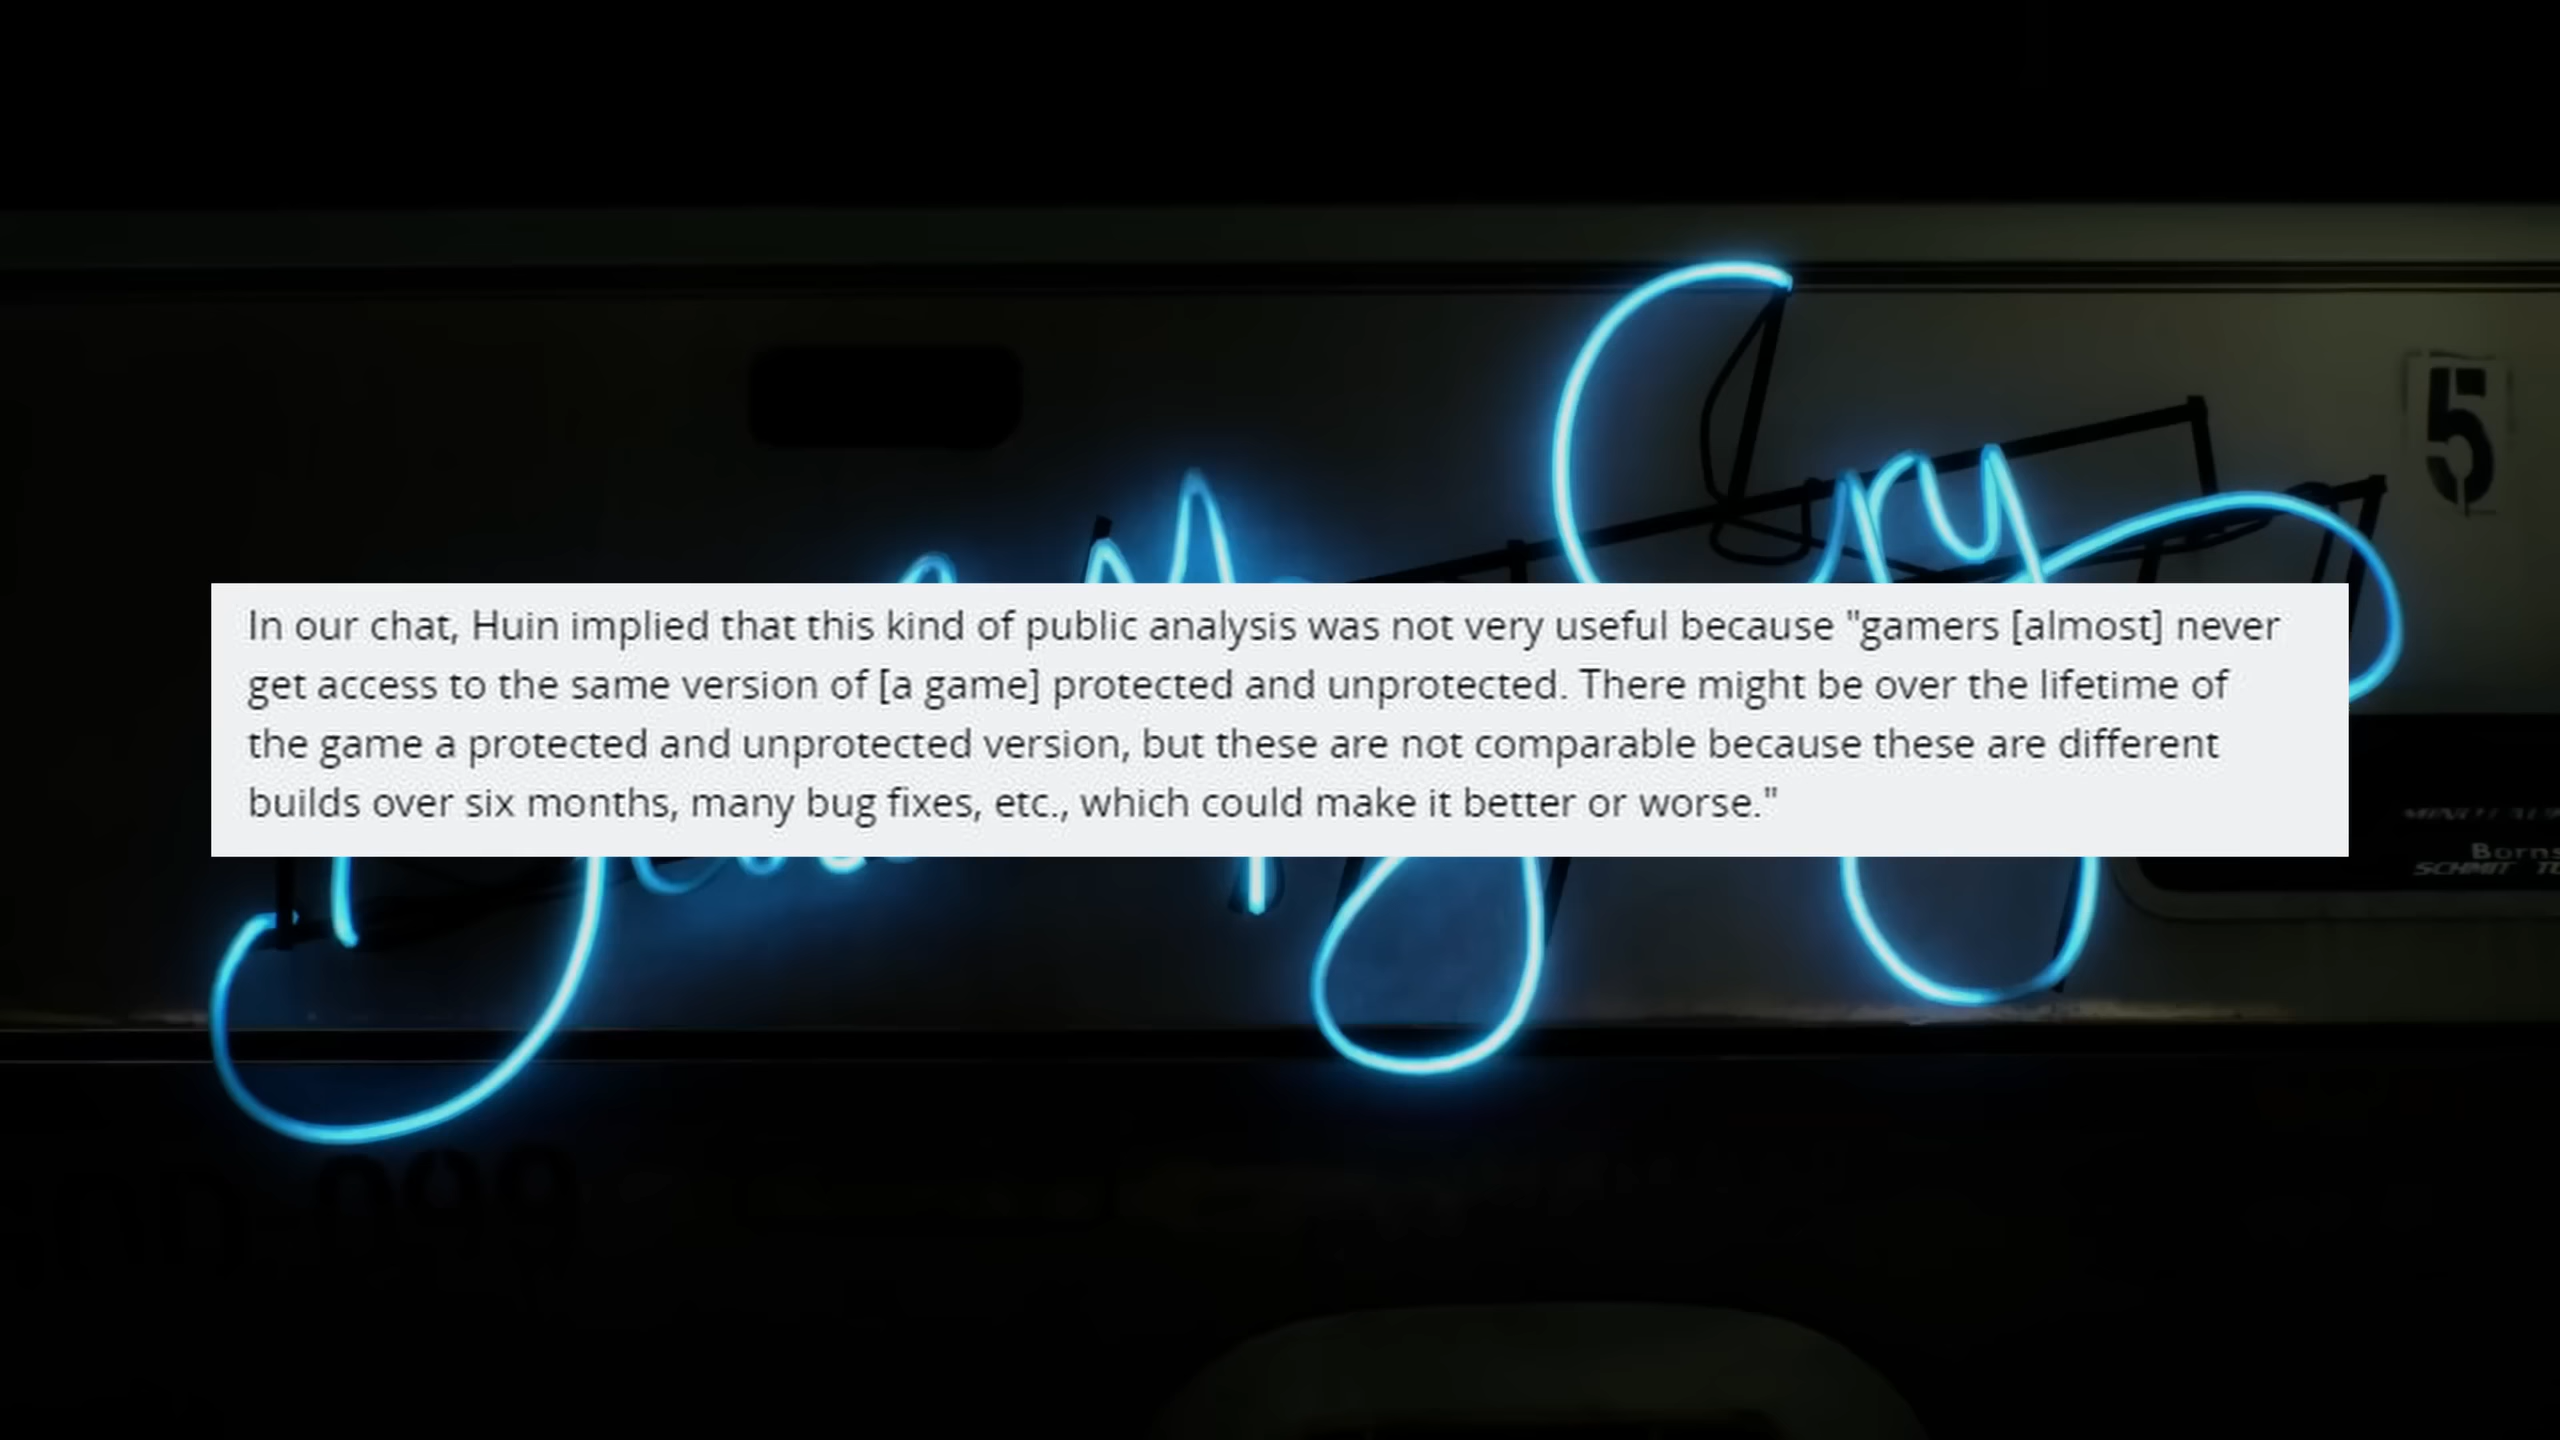 5
In our chat, Huin implied that this kind of public analysis was not very useful because "gamers [almost] never
get access to the same version of [a game] protected and unprotected. There might be over the lifetime of
the game a protected and unprotected version, but these are not comparable because these are different
builds over six months, many bug fixes, etc., which could make it better or worse."
Cry
099